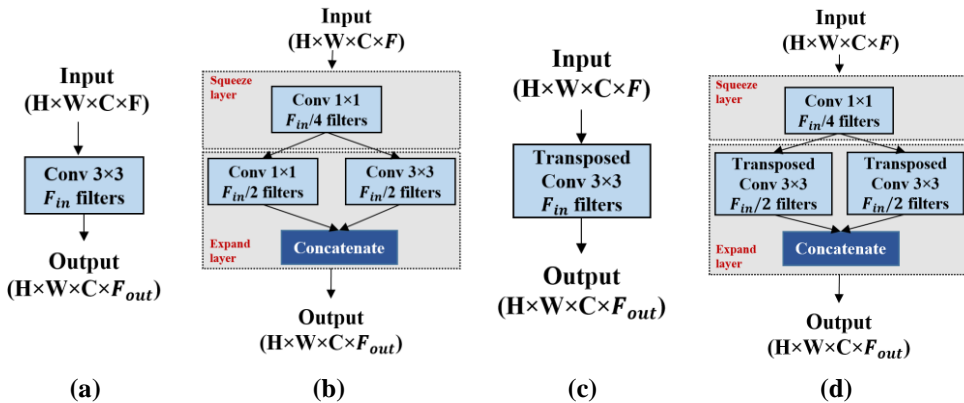 Input
(H×W×C×F)
Conv 3×3
F_in filters
Output
(H×W×C×F_out)
(a)
Input
(H×W×C×F)
Squeeze
layer
Conv 1×1
F_in/4 filters
Conv 1×1
F_in/2 filters
Conv 3×3
F_in/2 filters
Expand
layer
Concatenate
Output
(H×W×C×F_out)
(b)
Input
(H×W×C×F)
Transposed
Conv 3×3
F_in filters
Output
(H×W×C×F_out)
(c)
Input
(H×W×C×F)
Squeeze
layer
Conv 1×1
F_in/4 filters
Transposed
Conv 3×3
F_in/2 filters
Transposed
Conv 3×3
F_in/2 filters
Expand
layer
Concatenate
Output
(H×W×C×F_out)
(d)